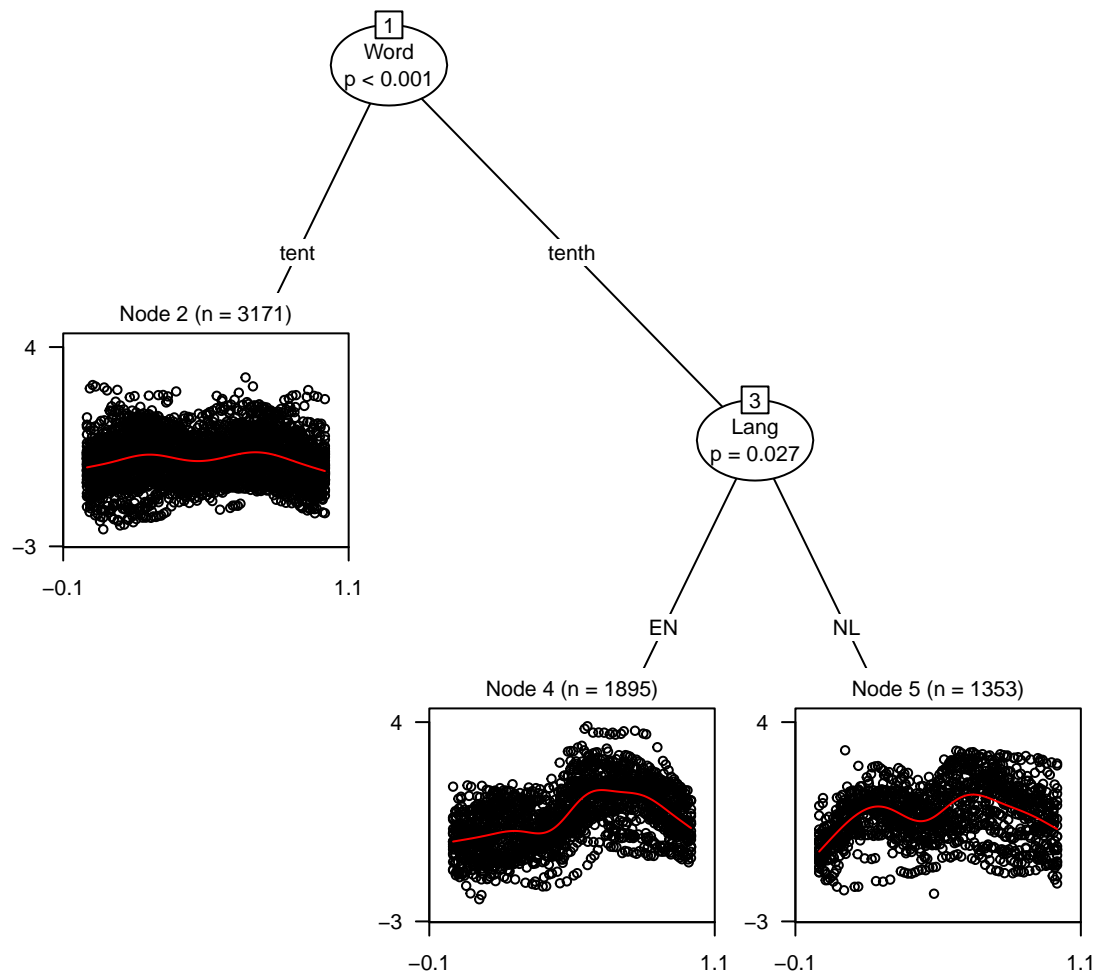 1
Word
p < 0.001
tent
tenth
Node 2 (n = 3171)
4
−3
−0.1
1.1
3
Lang
p = 0.027
EN
NL
Node 4 (n = 1895)
4
−3
−0.1
1.1
Node 5 (n = 1353)
4
−3
−0.1
1.1